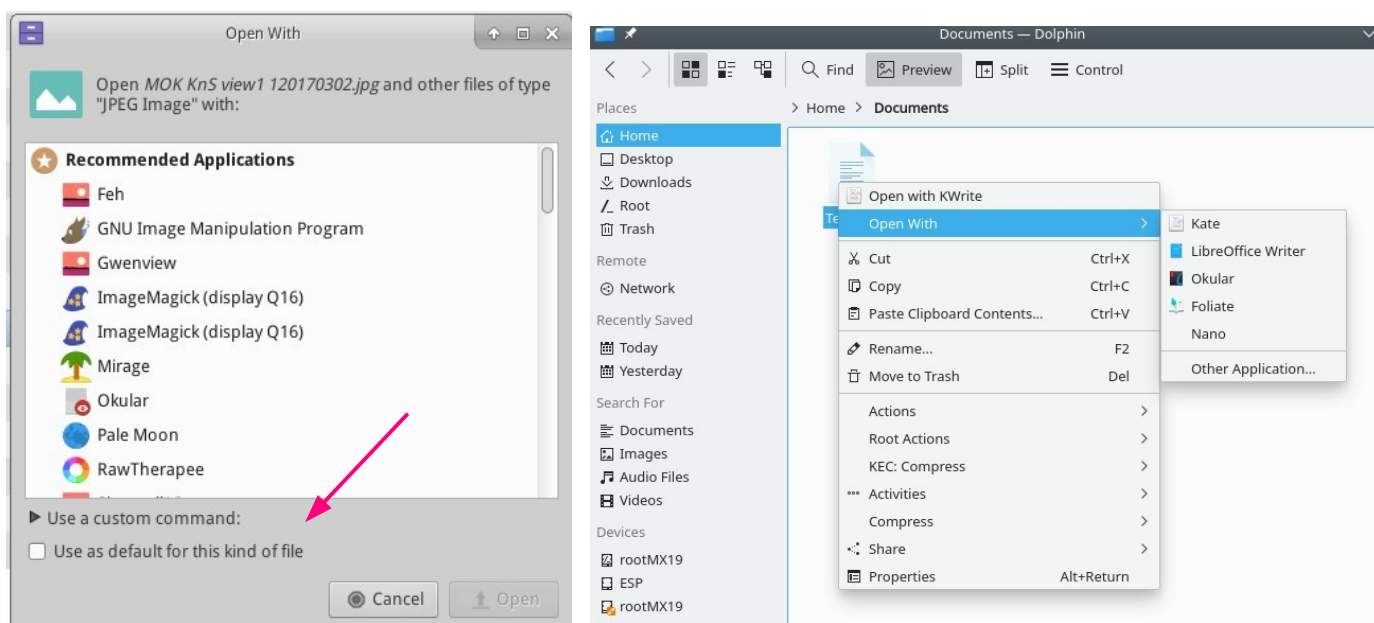 Open With
Open MOK KnS view1 120170302.jpg and other files of type
"JPEG Image" with:
Recommended Applications
Feh
GNU Image Manipulation Program
Gwenview
ImageMagick (display Q16)
ImageMagick (display Q16)
Mirage
Okular
Pale Moon
RawTherapee
Use a custom command:
Use as default for this kind of file
Cancel
Open
Documents — Dolphin
Find
Preview
Split
Control
Places
Home
Desktop
Downloads
Root
Trash
Remote
Network
Recently Saved
Today
Yesterday
Search For
Documents
Images
Audio Files
Videos
Devices
rootMX19
ESP
rootMX19
> Home > Documents
Te
Open with KWrite
Open With
Cut Ctrl+X
Copy Ctrl+C
Paste Clipboard Contents... Ctrl+V
Rename... F2
Move to Trash Del
Actions
Root Actions
KEC: Compress
Activities
Compress
Share
Properties Alt+Return
Kate
LibreOffice Writer
Okular
Foliate
Nano
Other Application...